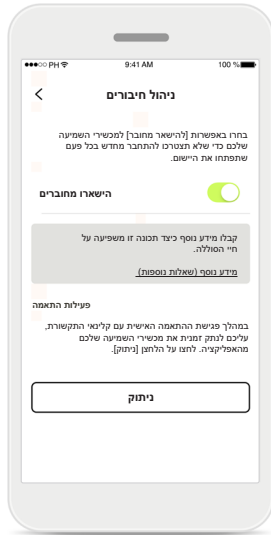 ●●●○○ PH 9:41 AM 100 %
ניהול חיבורים
בחרו באפשרות [להישאר מחובר] למכשירי השמיעה
שלכם כדי שלא תצטרכו להתחבר מחדש בכל פעם
שתפתחו את היישום.
הישארו מחוברים
קבלו מידע נוסף כיצד תכונה זו משפיעה על
חיי הסוללה.
מידע נוסף (שאלות נוספות)
פעילות התאמה
במהלך פגישת ההתאמה האישית עם קלינאי התקשורת,
עליכם לנתק זמנית את מכשירי השמיעה שלכם
מהאפליקציה. לחצו על הלחצן [ניתוק].
ניתוק